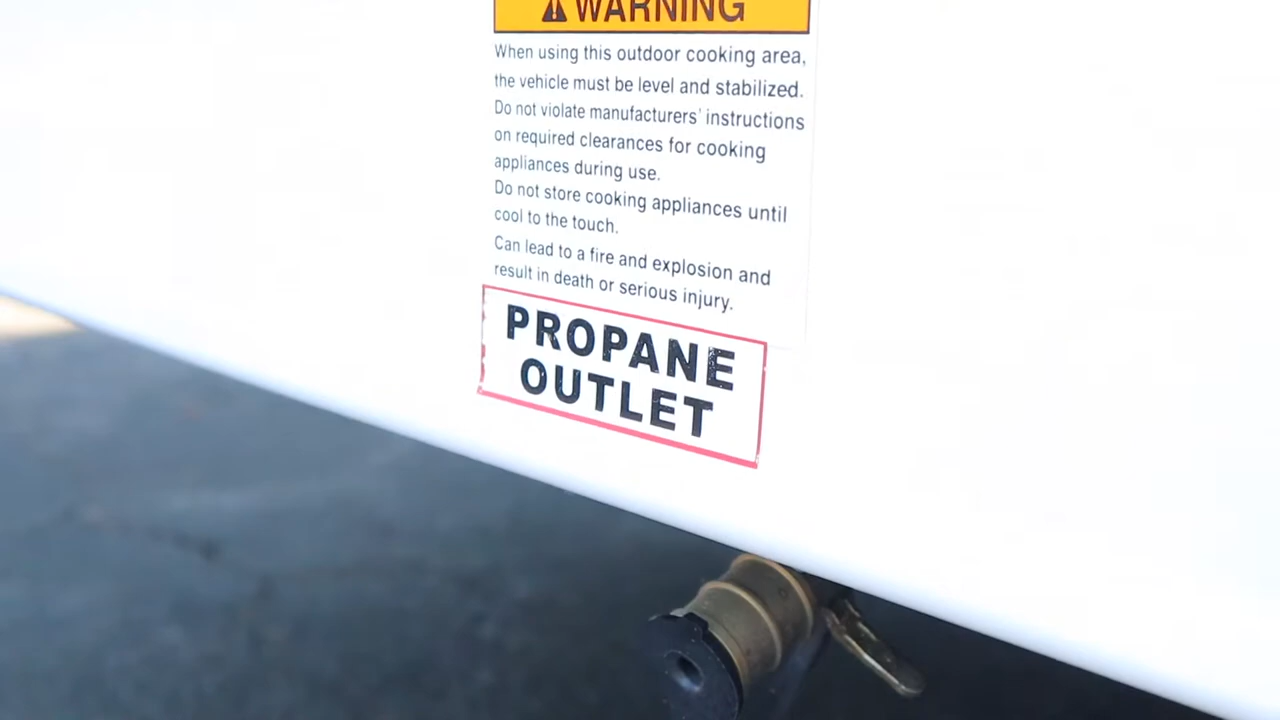 WARNING
When using this outdoor cooking area,
the vehicle must be level and stabilized.
Do not violate manufacturers' instructions
on required clearances for cooking
appliances during use.
Do not store cooking appliances until
cool to the touch.
Can lead to a fire and explosion and
result in death or serious injury.
PROPANE
OUTLET